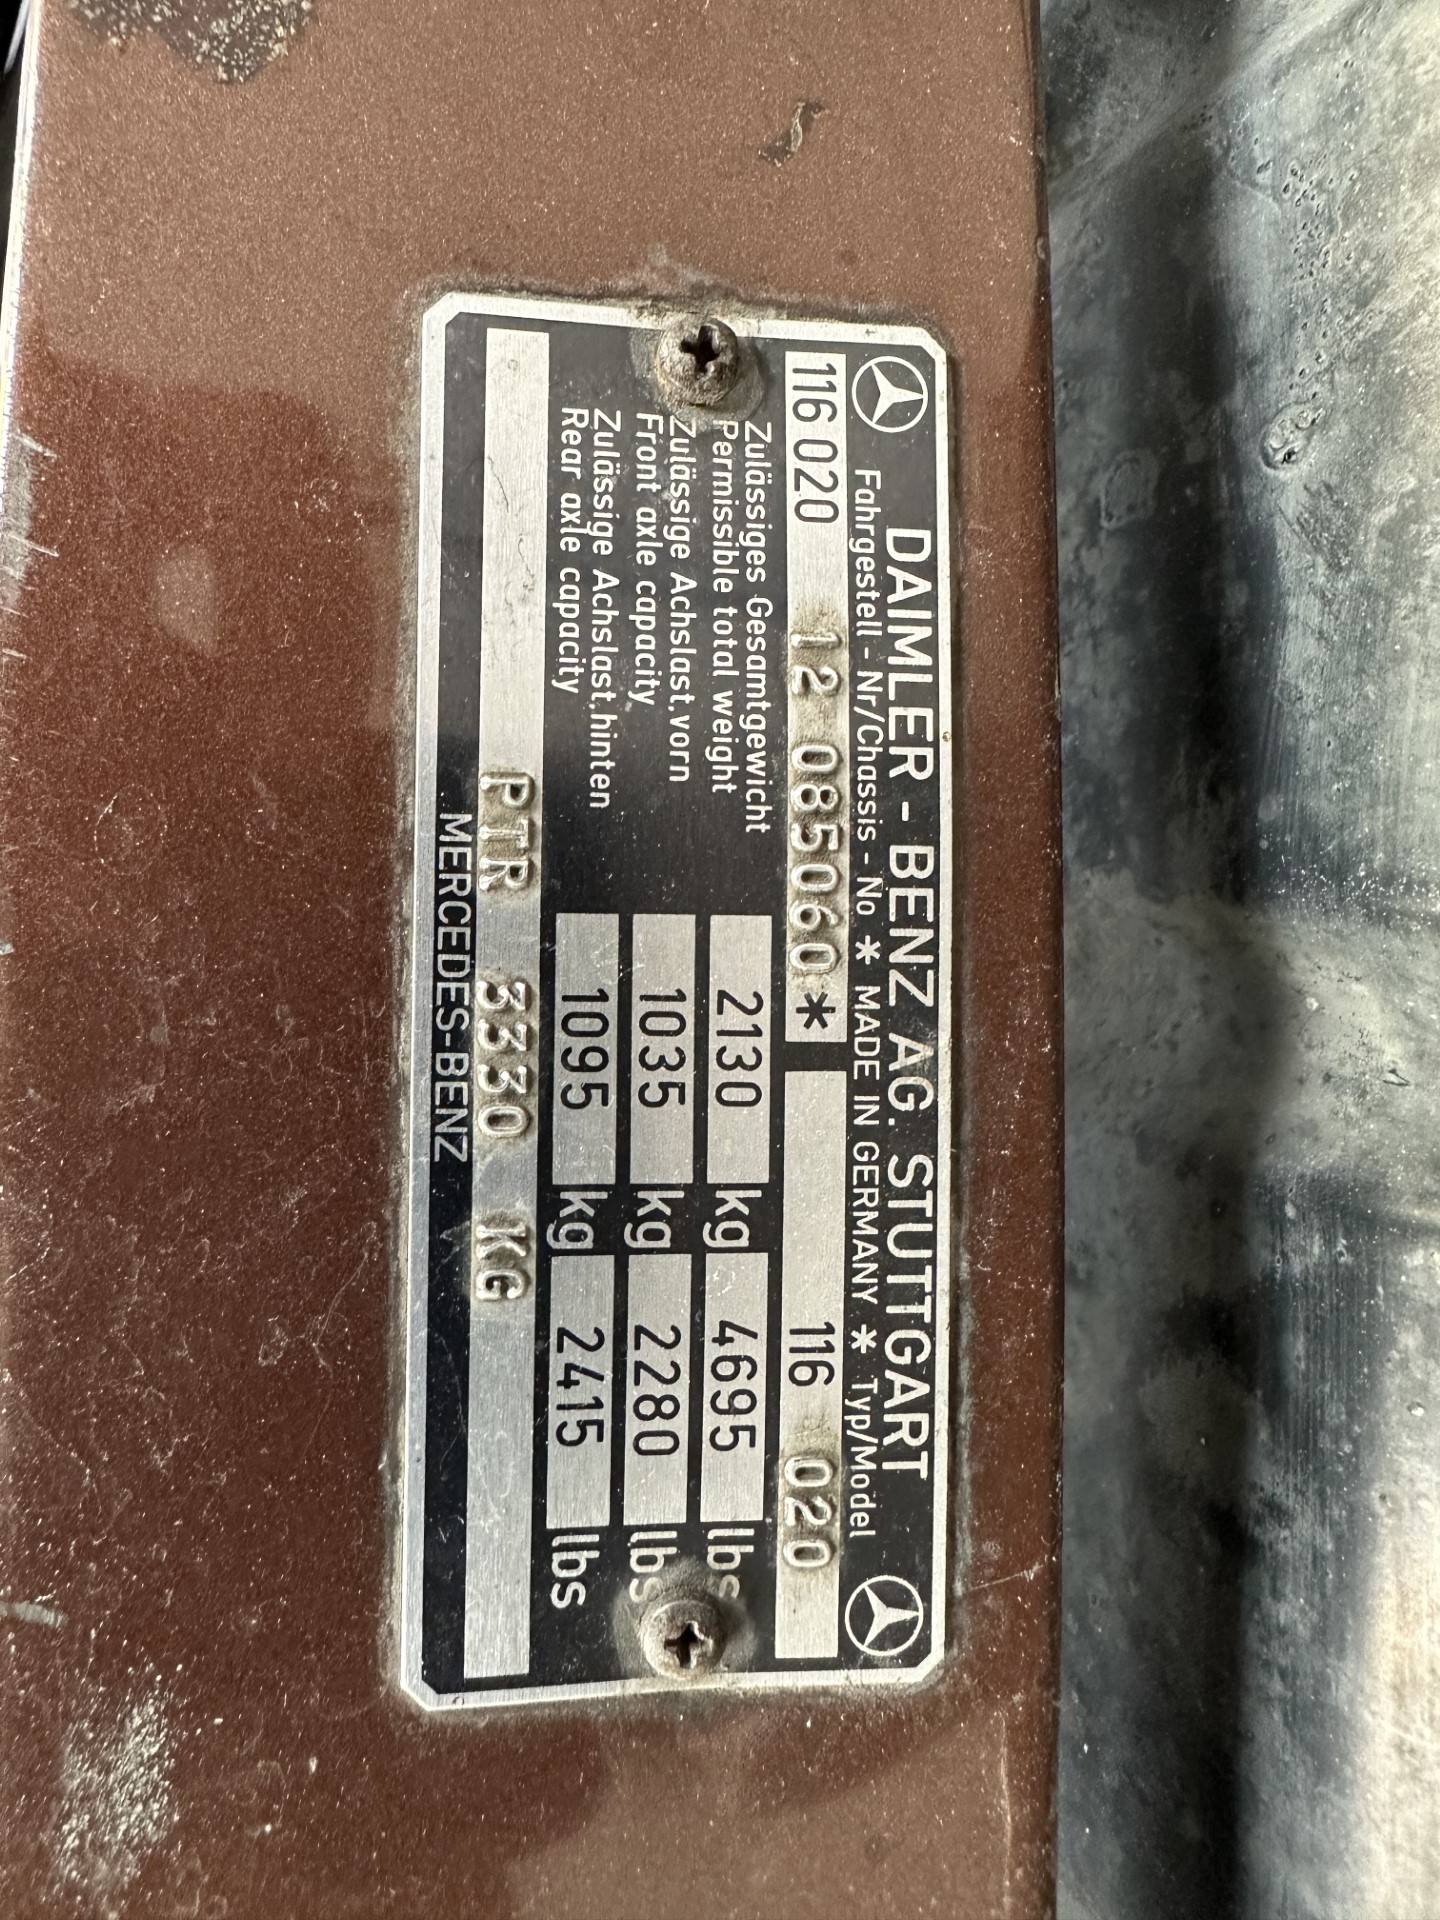 DAIMLER - BENZ AG. STUTTGART
Fahrgestell - Nr/Chassis - No * MADE IN GERMANY * Typ/Model
116 020 12 085060* 116 020
Zulässiges Gesamtgewicht
Permissible total weight 2130 kg 4695 lbs
Zulässige Achslast,vorn
Front axle capacity 1035 kg 2280 lbs
Zulässige Achslast,hinten
Rear axle capacity 1095 kg 2415 lbs
PTR 3330 KG
MERCEDES-BENZ